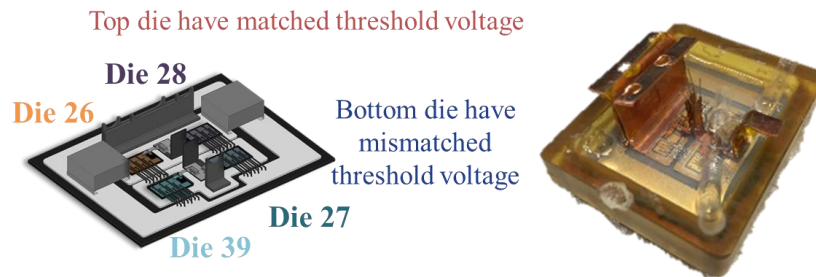 Top die have matched threshold voltage
Die 28
Die 26
Bottom die have
mismatched
threshold voltage
Die 27
Die 39